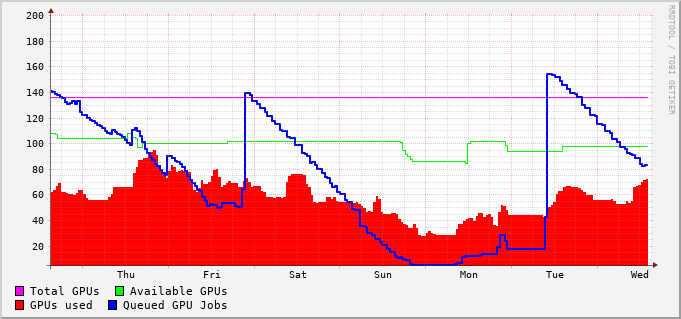 200
180
160
140
120
100
80
60
40
20
Thu Fri Sat Sun Mon Tue Wed
Total GPUs Available GPUs
GPUs used Queued GPU Jobs
RRDTOOL / TOBI OETIKER